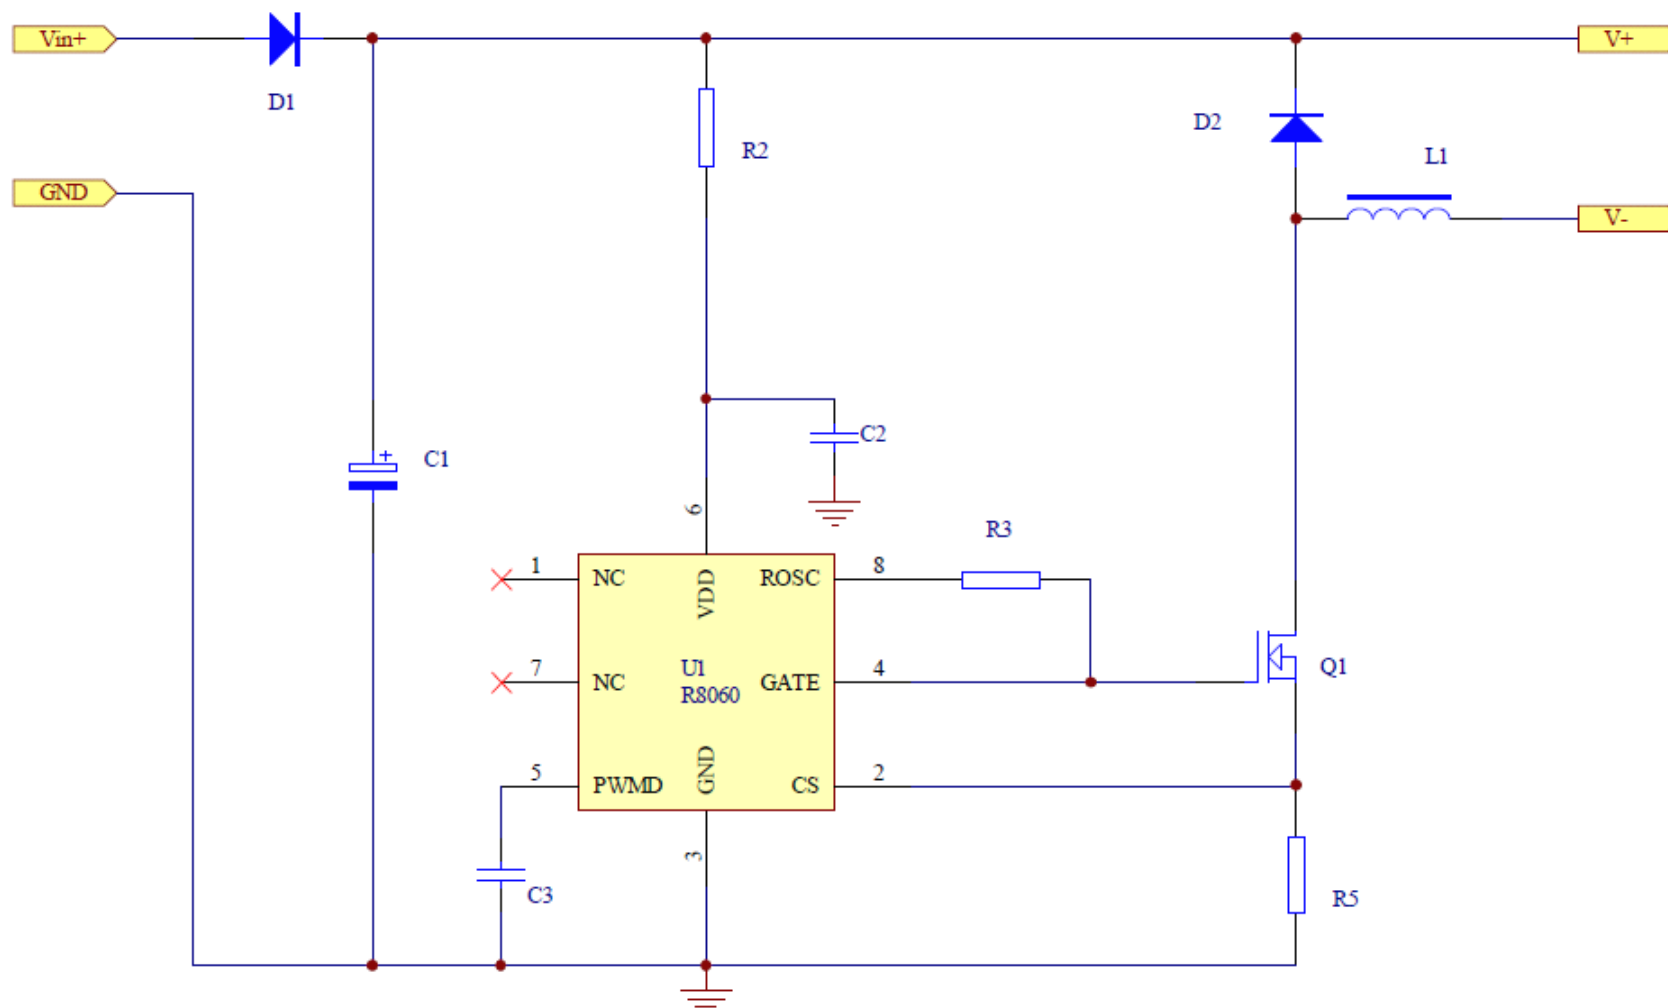 Vin+
V+
D1
D2
R2
L1
GND
V-
+
C1
C2
6
R3
1
NC
VDD
ROSC
8
7
NC
U1
R8060
GATE
4
Q1
5
PWMD
GND
CS
2
3
C3
R5